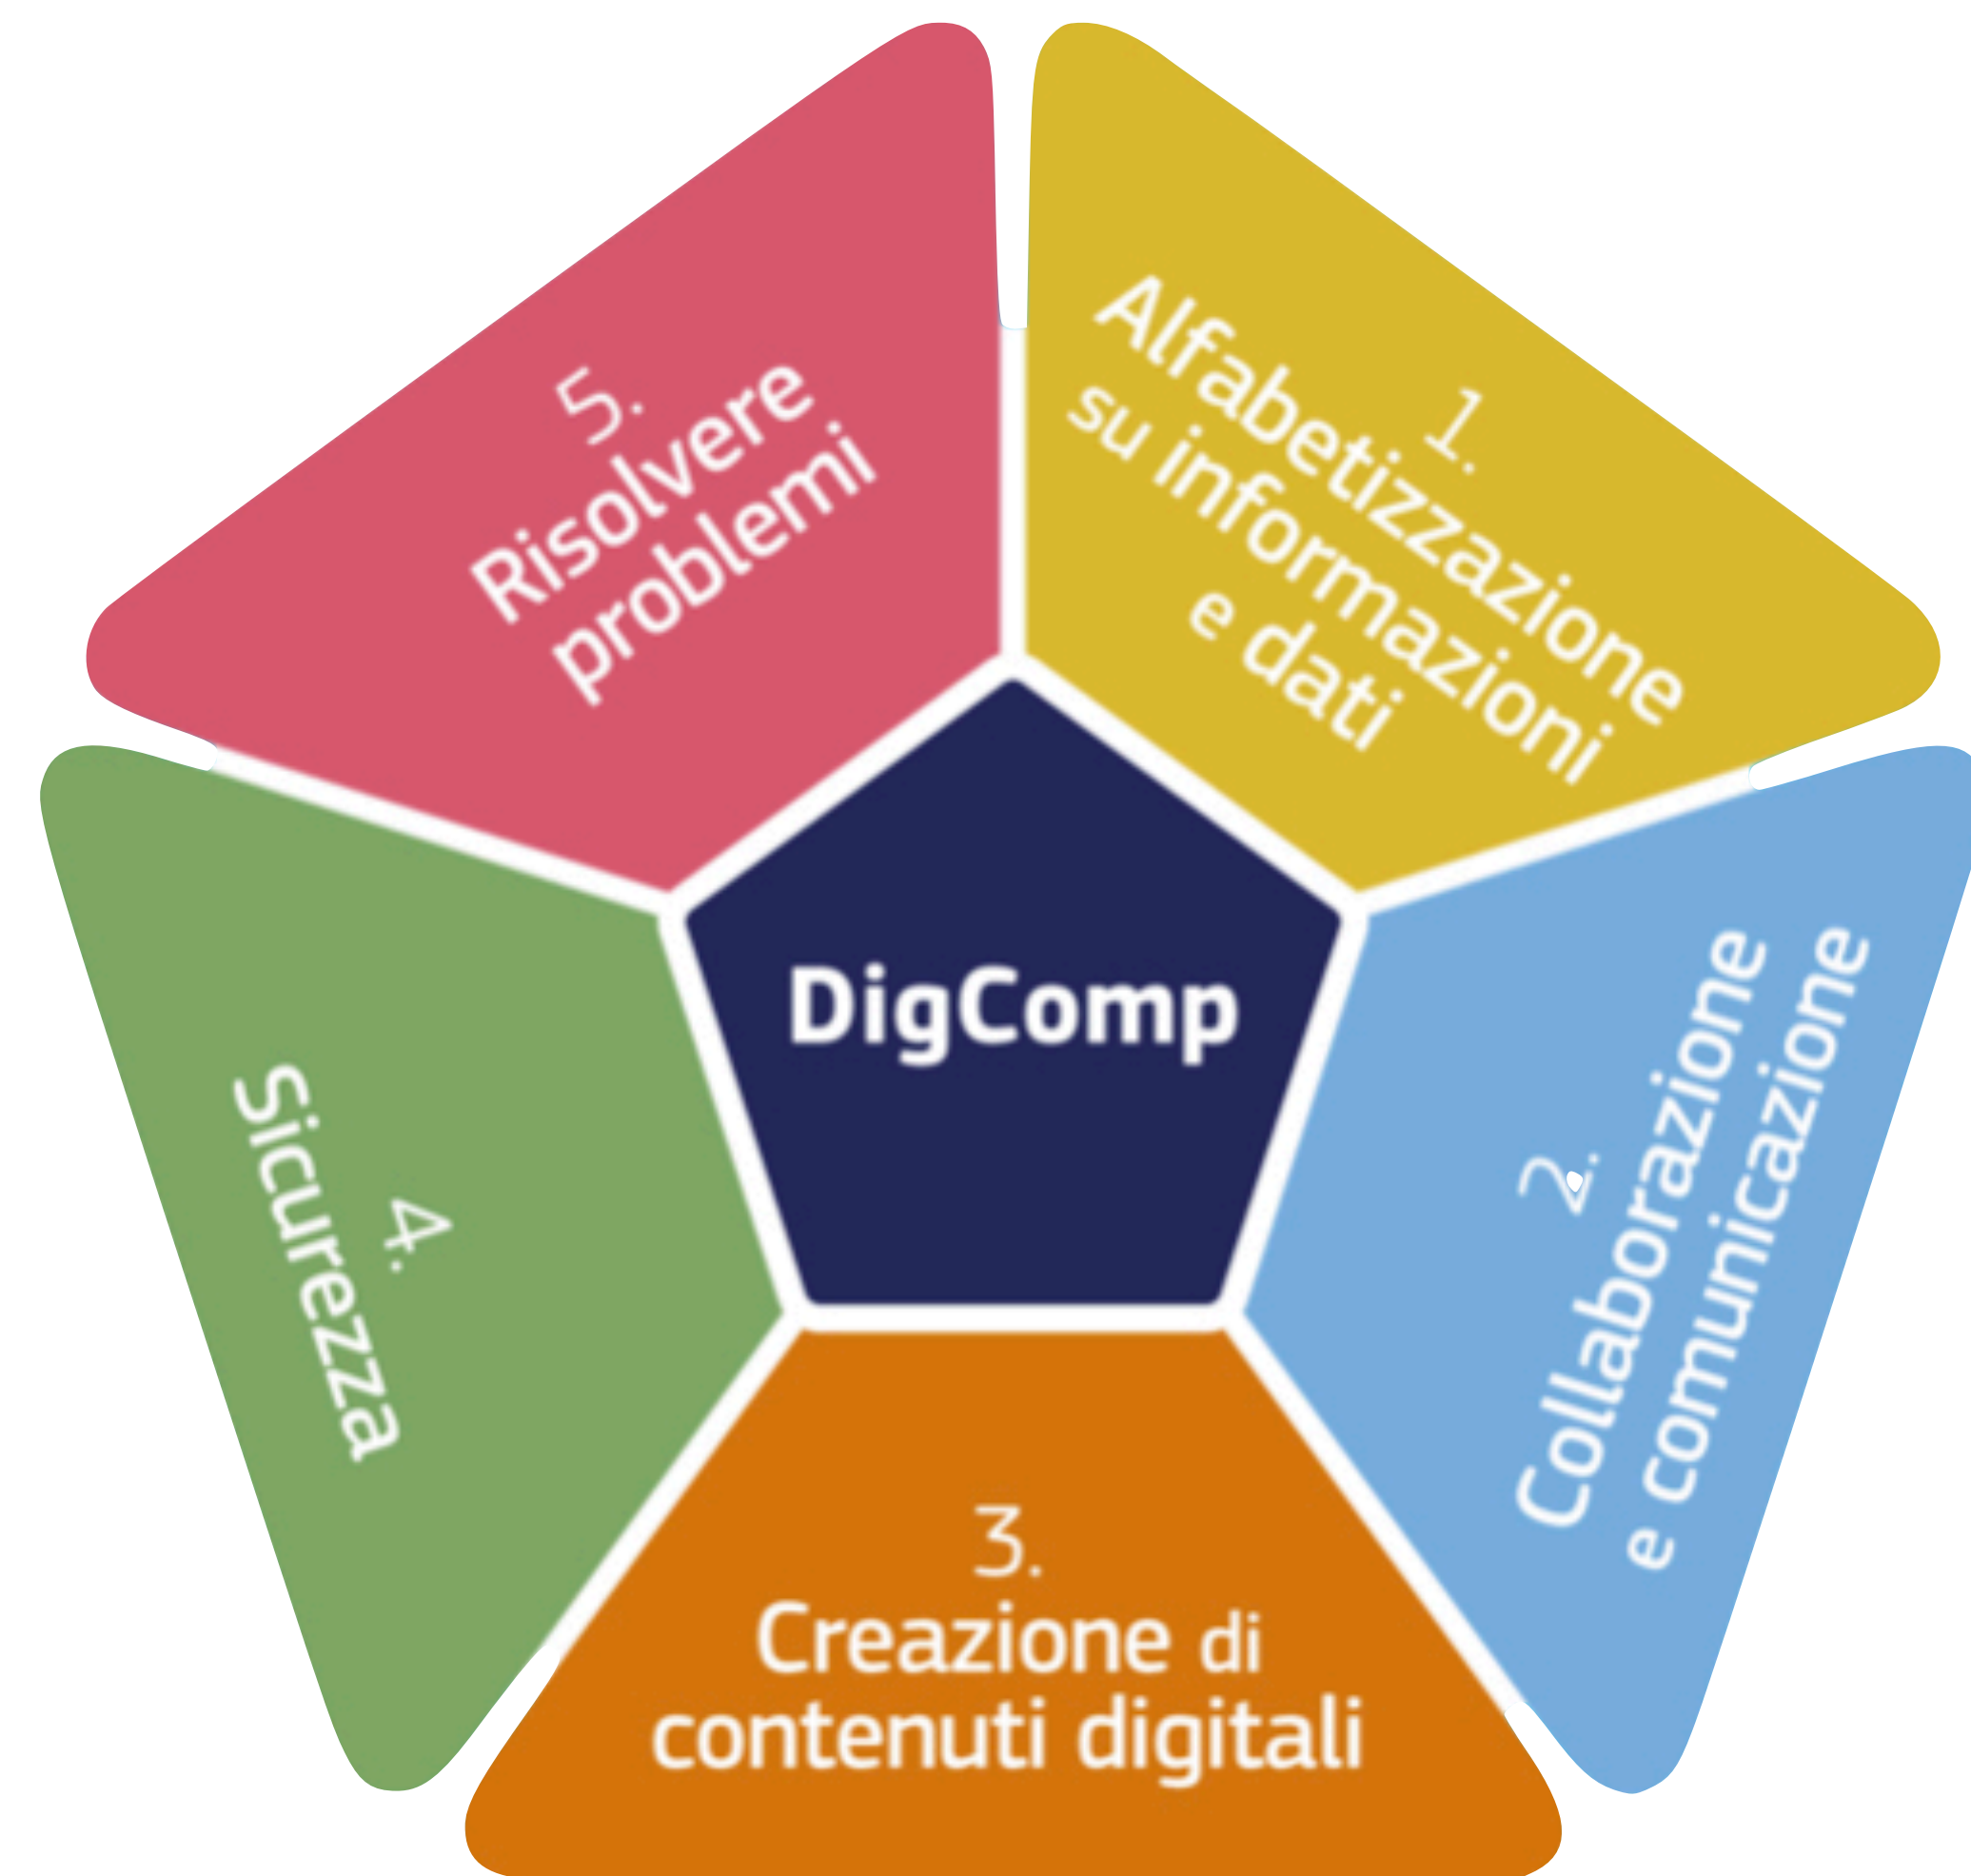 DigComp
1.
Alfabetizzazione
su informazioni
e dati
2.
Collaborazione
e comunicazione
3.
Creazione di
contenuti digitali
4.
Sicurezza
5.
Risolvere
problemi